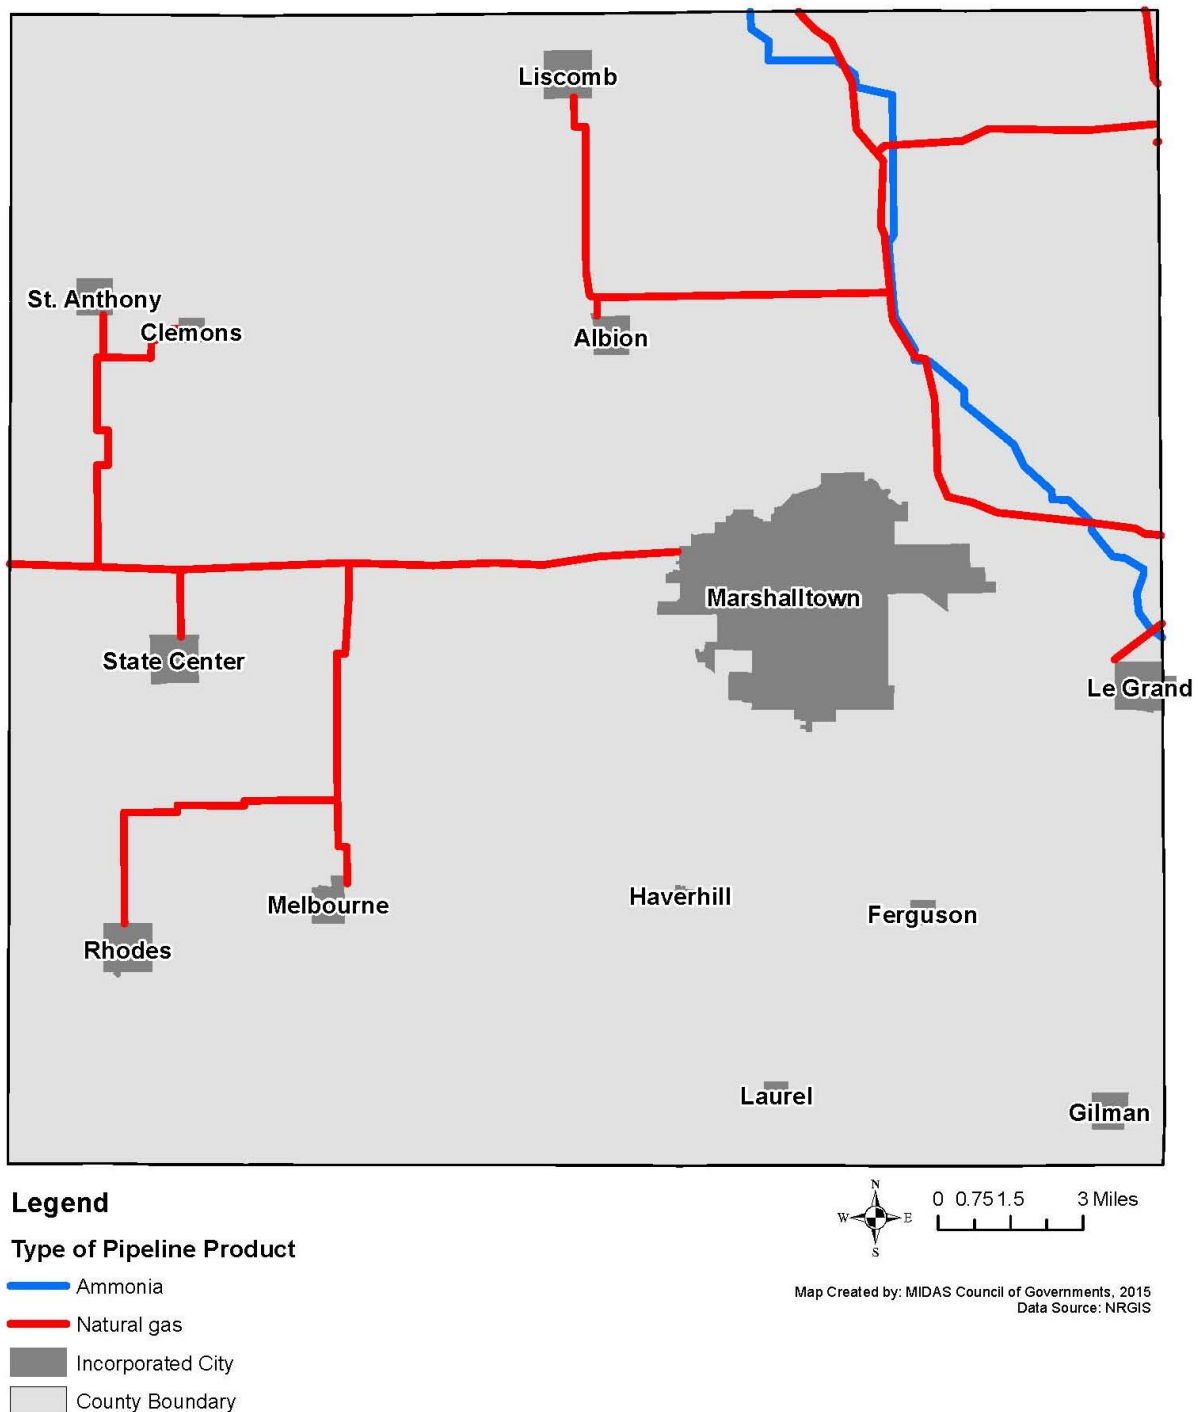 Liscomb
St. Anthony
Clemons
Albion
Marshalltown
State Center
Le Grand
Haverhill
Melbourne
Ferguson
Rhodes
Laurel
Gilman
Legend
Type of Pipeline Product
Ammonia
Natural gas
Incorporated City
County Boundary
N
W E
S
0 0.75 1.5 3 Miles
Map Created by: MIDAS Council of Governments, 2015
Data Source: NRGIS